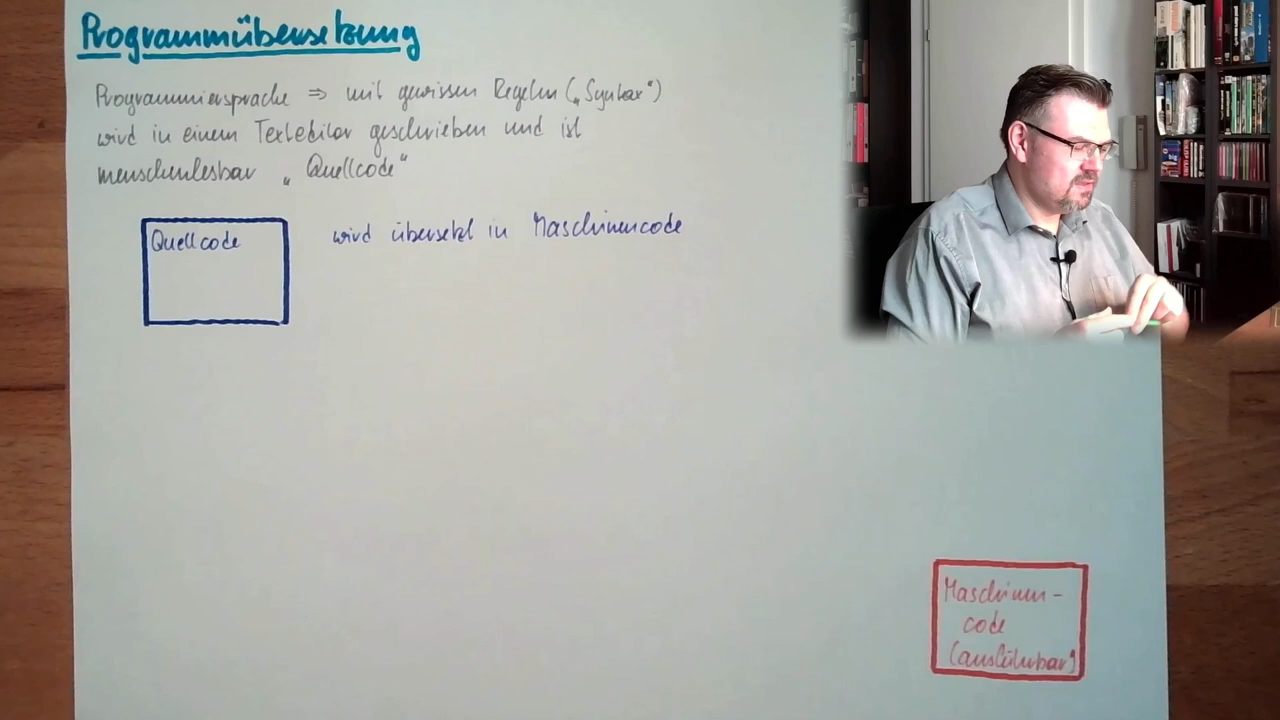 Programmübersetzung
Programmiersprache ⇒ mit gewissen Regeln („Syntax“)
wird in einem Texteditor geschrieben und ist
menschenlesbar „Quellcode“
Quellcode
wird übersetzt in Maschinencode
Maschinen-
code
(ausführbar)